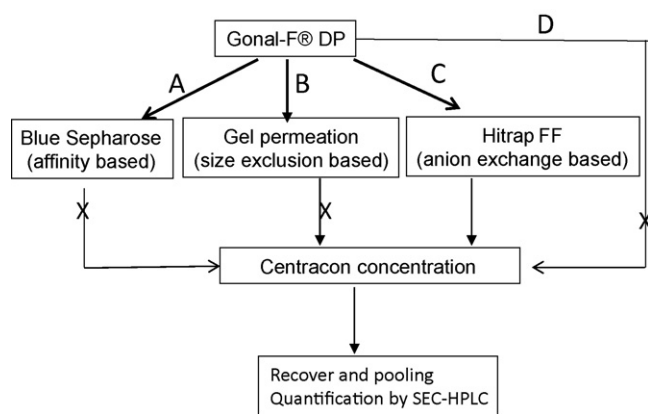 Gonal-F® DP
D
A
B
C
Blue Sepharose
(affinity based)
Gel permeation
(size exclusion based)
Hitrap FF
(anion exchange based)
X
X
X
Centracon concentration
Recover and pooling
Quantification by SEC-HPLC